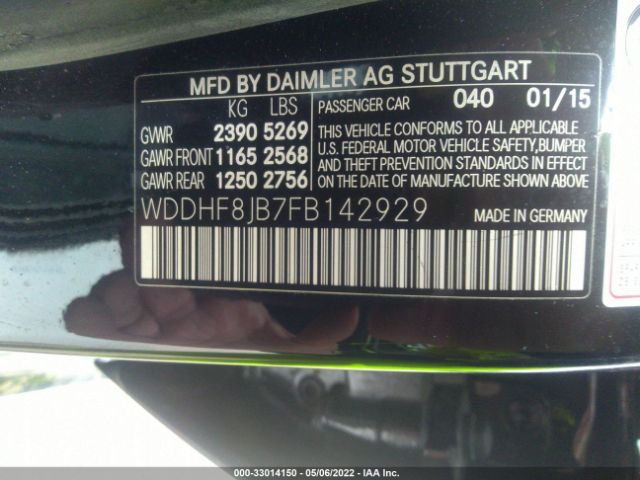 MFD BY DAIMLER AG STUTTGART
KG LBS
GVWR 2390 5269
GAWR FRONT 1165 2568
GAWR REAR 1250 2756
PASSENGER CAR 040 01/15
THIS VEHICLE CONFORMS TO ALL APPLICABLE
U.S. FEDERAL MOTOR VEHICLE SAFETY,BUMPER
AND THEFT PREVENTION STANDARDS IN EFFECT
ON THE DATE OF MANUFACTURE SHOWN ABOVE.
WDDHF8JB7FB142929
MADE IN GERMANY
000-33014150 - 05/06/2022 - IAAI.COM